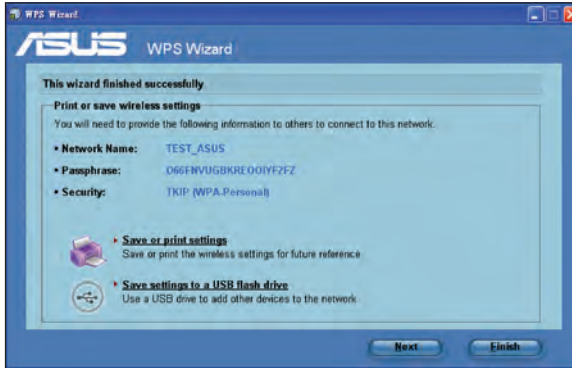 WPS Wizard
ASUS WPS Wizard
This wizard finished successfully
Print or save wireless settings
You will need to provide the following information to others to connect to this network.
• Network Name: TEST_ASUS
• Passphrase:
• Security: TKIP (WPA-Personal)
Save or print settings
Save or print the wireless settings for future reference
Save settings to a USB flash drive
Use a USB drive to add other devices to the network
Next Finish